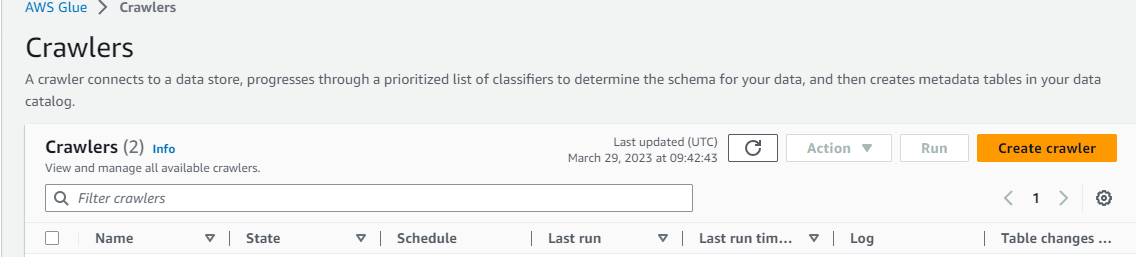 AWS Glue > Crawlers
Crawlers
A crawler connects to a data store, progresses through a prioritized list of classifiers to determine the schema for your data, and then creates metadata tables in your data
catalog.
Crawlers (2) Info
View and manage all available crawlers.
Last updated (UTC)
March 29, 2023 at 09:42:43
Action
Run
Create crawler
Filter crawlers
1
Name State Schedule Last run Last run tim... Log Table changes ...